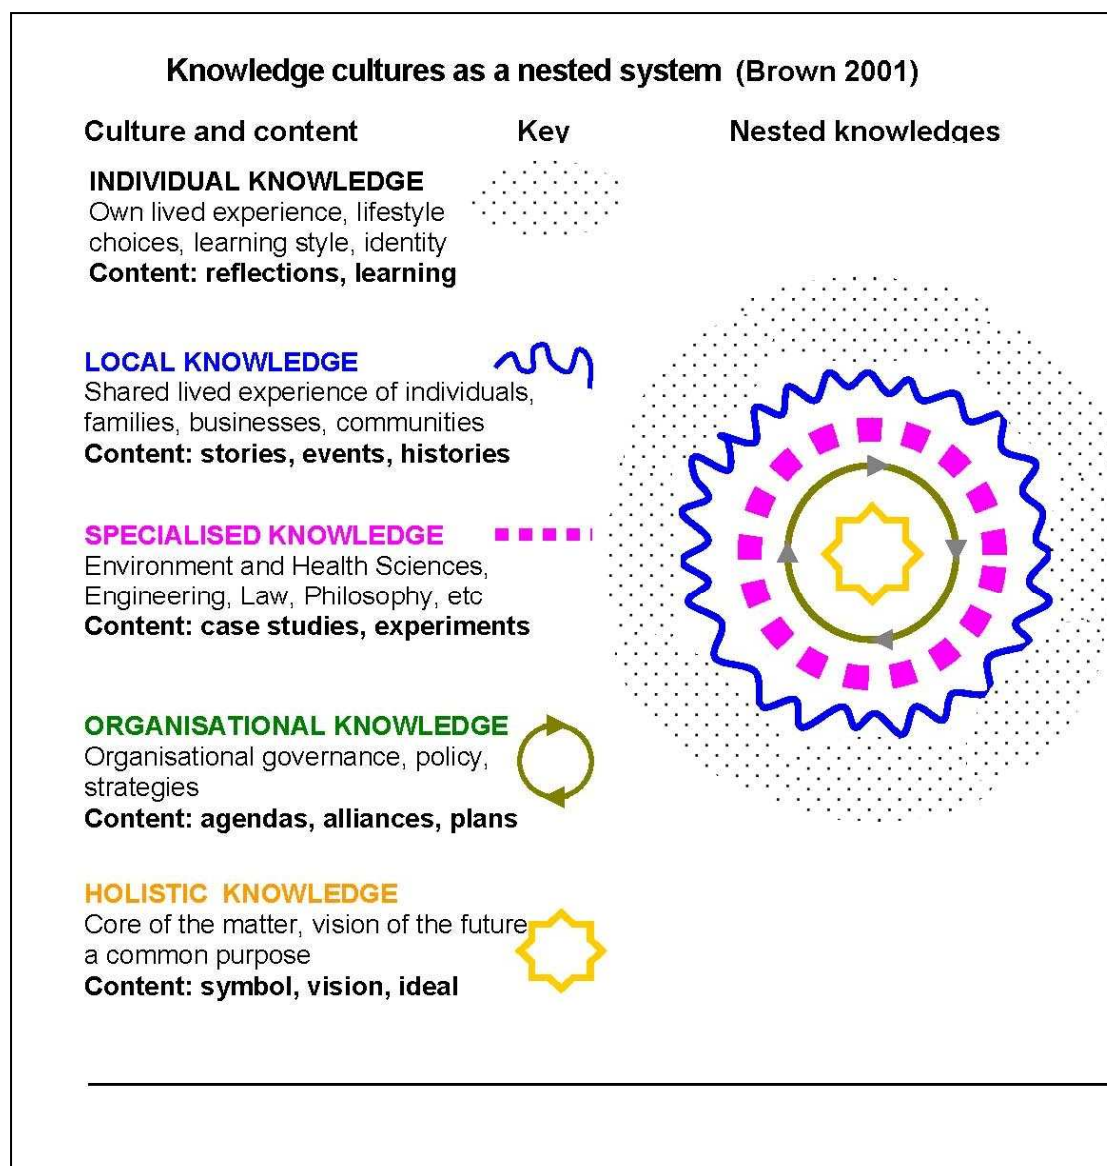 Knowledge cultures as a nested system (Brown 2001)
Culture and content Key Nested knowledges
INDIVIDUAL KNOWLEDGE
Own lived experience, lifestyle
choices, learning style, identity
Content: reflections, learning
LOCAL KNOWLEDGE
Shared lived experience of individuals,
families, businesses, communities
Content: stories, events, histories
SPECIALISED KNOWLEDGE
Environment and Health Sciences,
Engineering, Law, Philosophy, etc
Content: case studies, experiments
ORGANISATIONAL KNOWLEDGE
Organisational governance, policy,
strategies
Content: agendas, alliances, plans
HOLISTIC KNOWLEDGE
Core of the matter, vision of the future
a common purpose
Content: symbol, vision, ideal